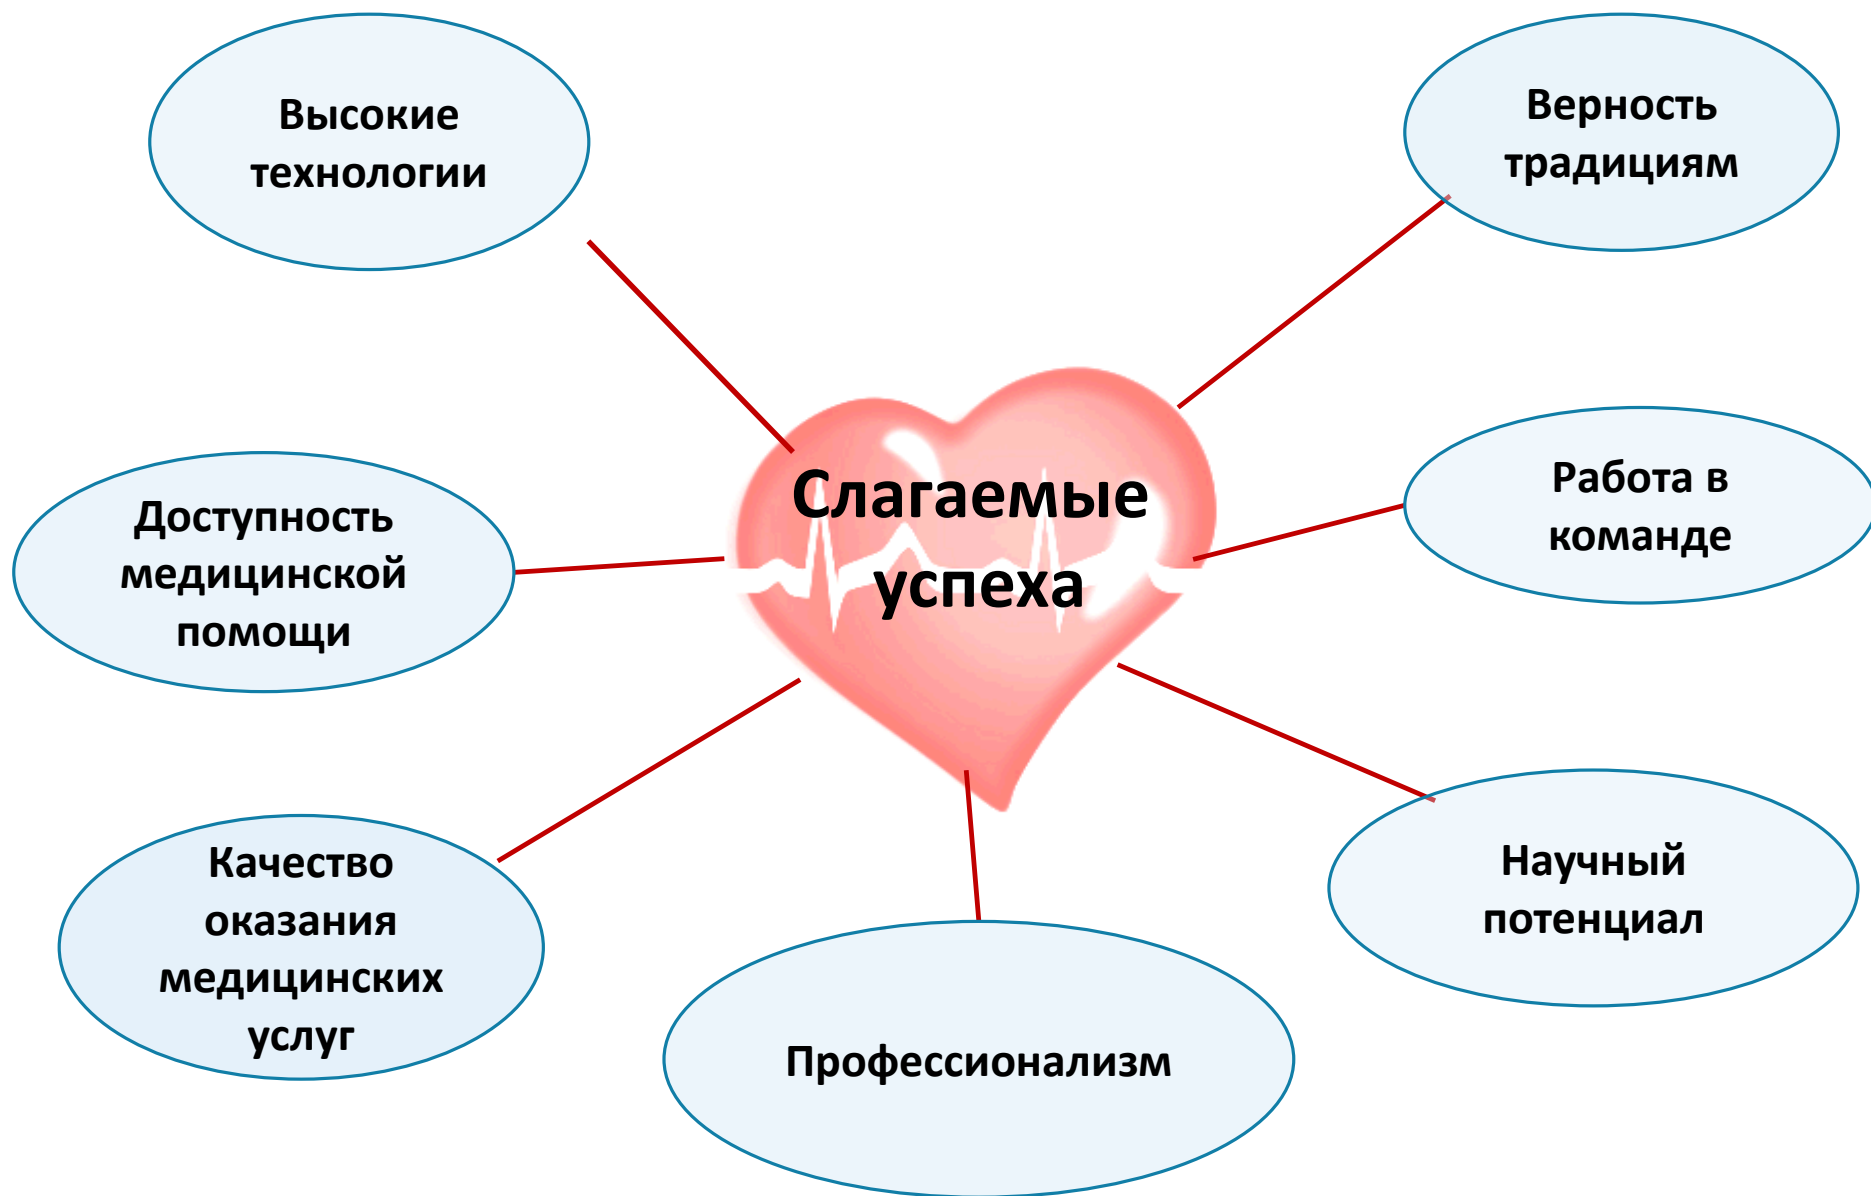 Высокие
технологии
Верность
традициям
Слагаемые
успеха
Работа в
команде
Доступность
медицинской
помощи
Качество
оказания
медицинских
услуг
Научный
потенциал
Профессионализм